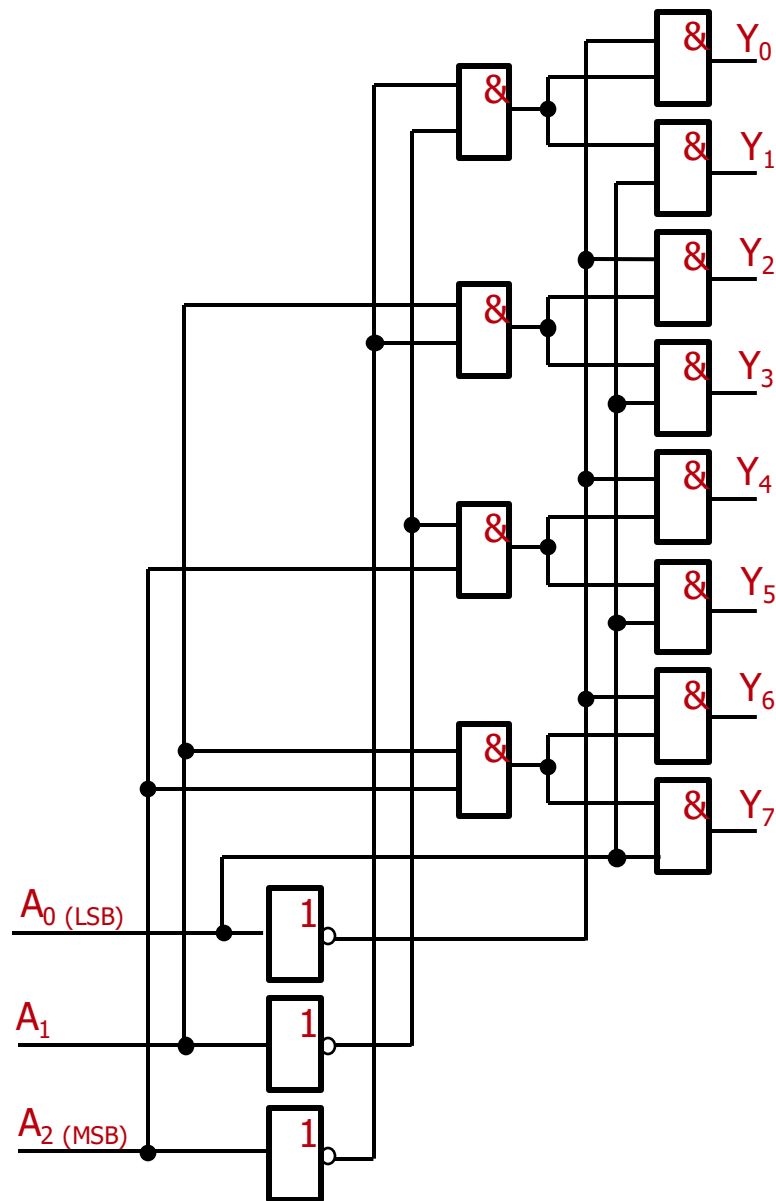 & Y₀
&
& Y₁
& Y₂
& Y₃
& Y₄
& Y₅
& Y₆
& Y₇
&
&
&
A₀ (LSB) 1
A₁ 1
A₂ (MSB) 1